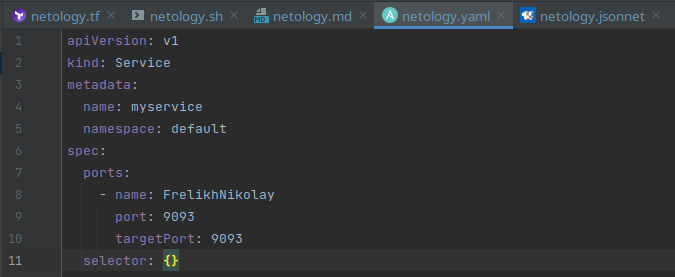 netology.tf netology.sh netology.md netology.yaml netology.jsonnet
1 apiVersion: v1
2 kind: Service
3 metadata:
4   name: myservice
5   namespace: default
6 spec:
7   ports:
8     - name: FrelikhNikolay
9       port: 9093
10       targetPort: 9093
11   selector: {}